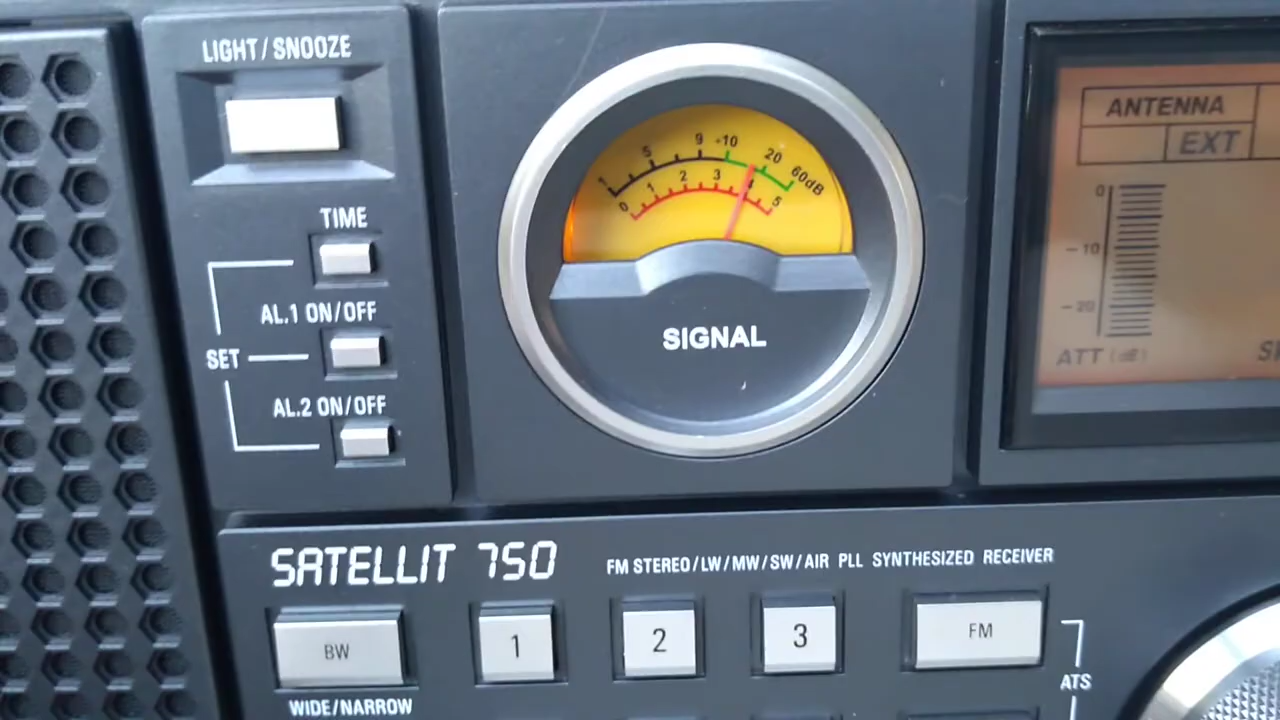 LIGHT/SNOOZE
TIME
AL.1 ON/OFF
SET
AL.2 ON/OFF
1 5 9 -10 20 60dB
0 1 2 3 4 5
SIGNAL
ANTENNA
EXT
0
-10
-20
ATT (dB)
SATELLIT 750
FM STEREO/LW/MW/SW/AIR PLL SYNTHESIZED RECEIVER
BW
1
2
3
FM
ATS
WIDE/NARROW